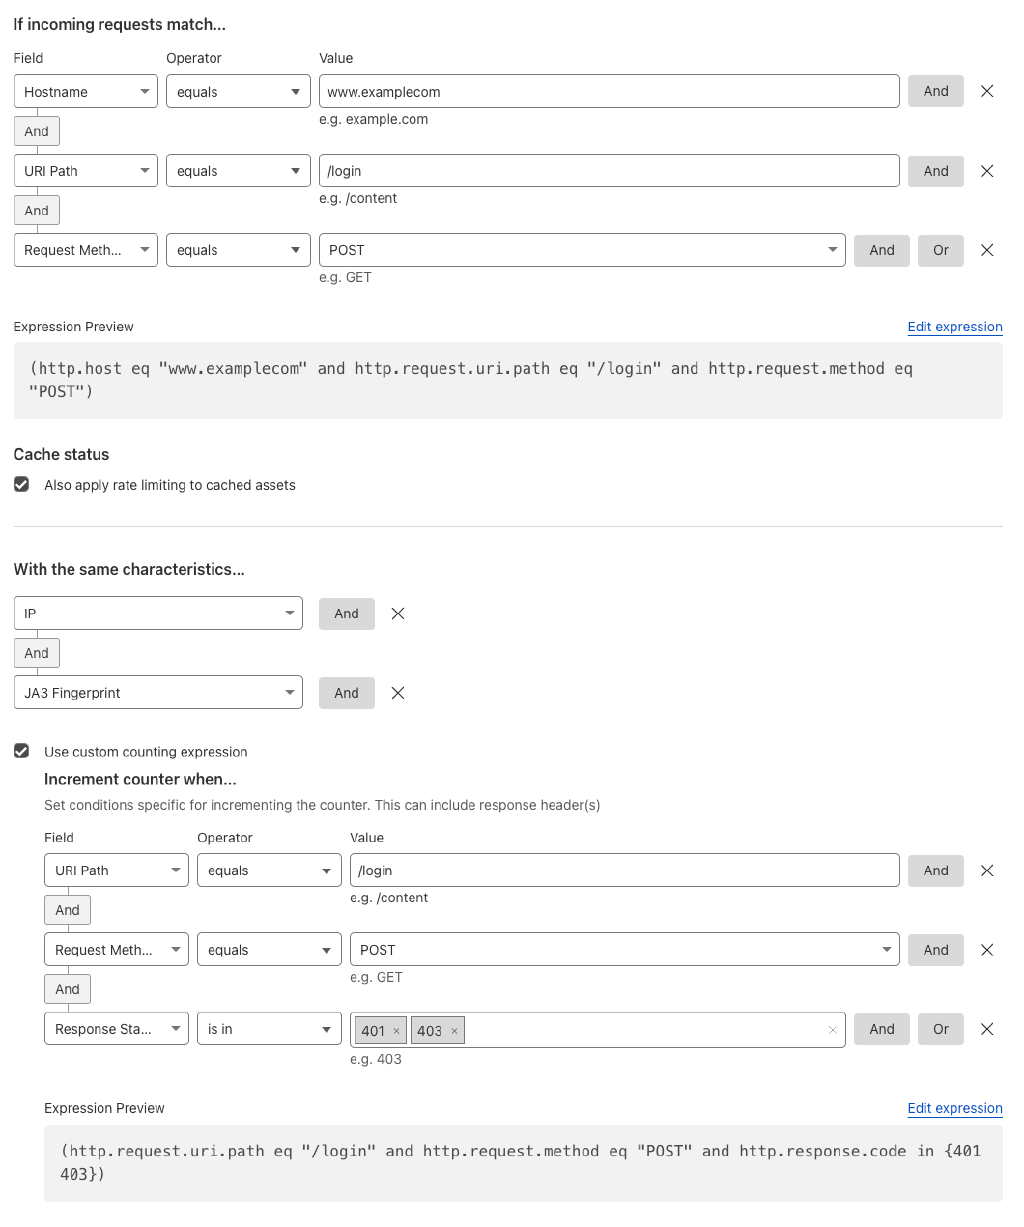 If incoming requests match...
Field Operator Value
Hostname equals www.examplecom And
e.g. example.com
And
URI Path equals /login And
e.g. /content
And
Request Meth... equals POST And Or
e.g. GET
Expression Preview Edit expression
(http.host eq "www.examplecom" and http.request.uri.path eq "/login" and http.request.method eq
"POST")
Cache status
Also apply rate limiting to cached assets
With the same characteristics...
IP And
And
JA3 Fingerprint And
Use custom counting expression
Increment counter when...
Set conditions specific for incrementing the counter. This can include response header(s)
Field Operator Value
URI Path equals /login And
e.g. /content
And
Request Meth... equals POST And
e.g. GET
And
Response Sta... is in 401 × 403 × And Or
e.g. 403
Expression Preview Edit expression
(http.request.uri.path eq "/login" and http.request.method eq "POST" and http.response.code in {401
403})